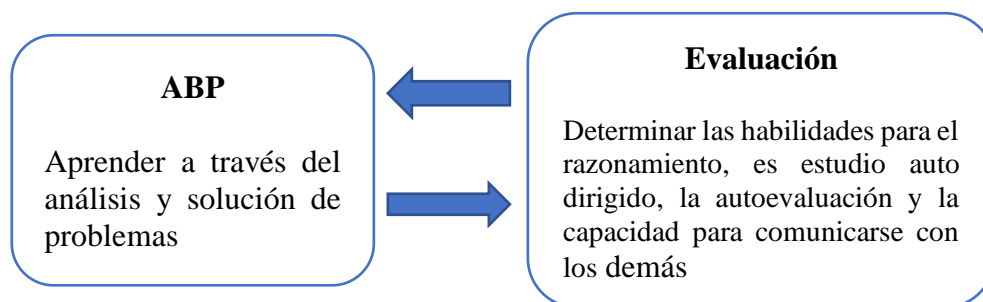 ABP
Aprender a través del
análisis y solución de
problemas
Evaluación
Determinar las habilidades para el
razonamiento, es estudio auto
dirigido, la autoevaluación y la
capacidad para comunicarse con
los demás